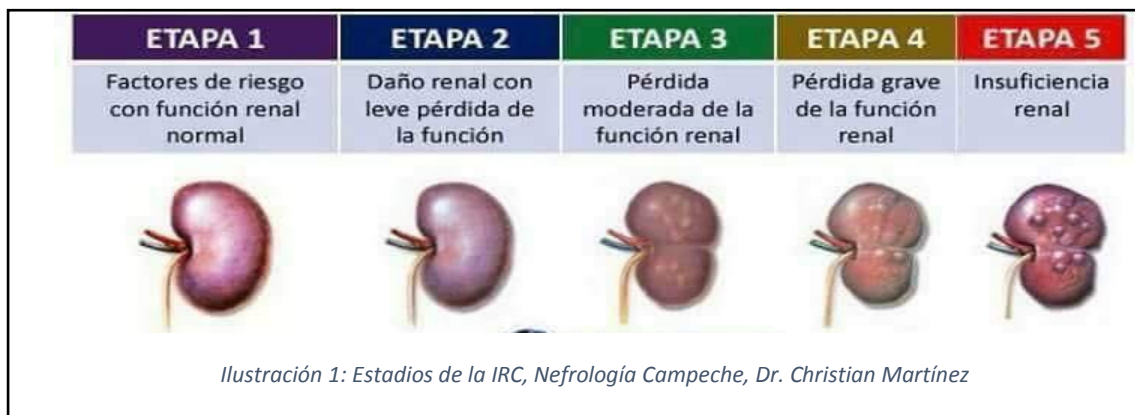 ETAPA 1
ETAPA 2
ETAPA 3
ETAPA 4
ETAPA 5
Factores de riesgo
con función renal
normal
Daño renal con
leve pérdida de
la función
Pérdida
moderada de la
función renal
Pérdida grave
de la función
renal
Insuficiencia
renal
Ilustración 1: Estadios de la IRC, Nefrología Campeche, Dr. Christian Martínez